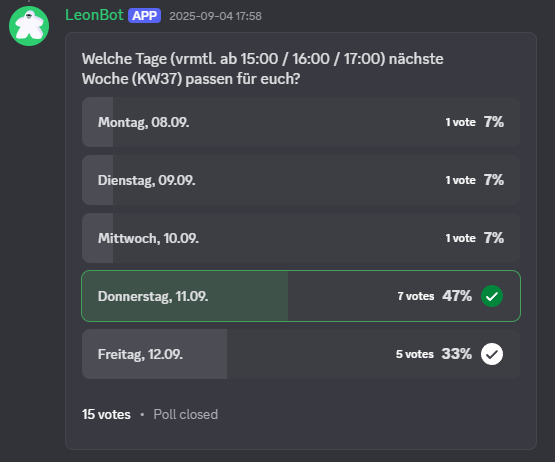 LeonBot APP 2025-09-04 17:58
Welche Tage (vrmtl. ab 15:00 / 16:00 / 17:00) nächste
Woche (KW37) passen für euch?
Montag, 08.09. 1 vote 7%
Dienstag, 09.09. 1 vote 7%
Mittwoch, 10.09. 1 vote 7%
Donnerstag, 11.09. 7 votes 47%
Freitag, 12.09. 5 votes 33%
15 votes • Poll closed